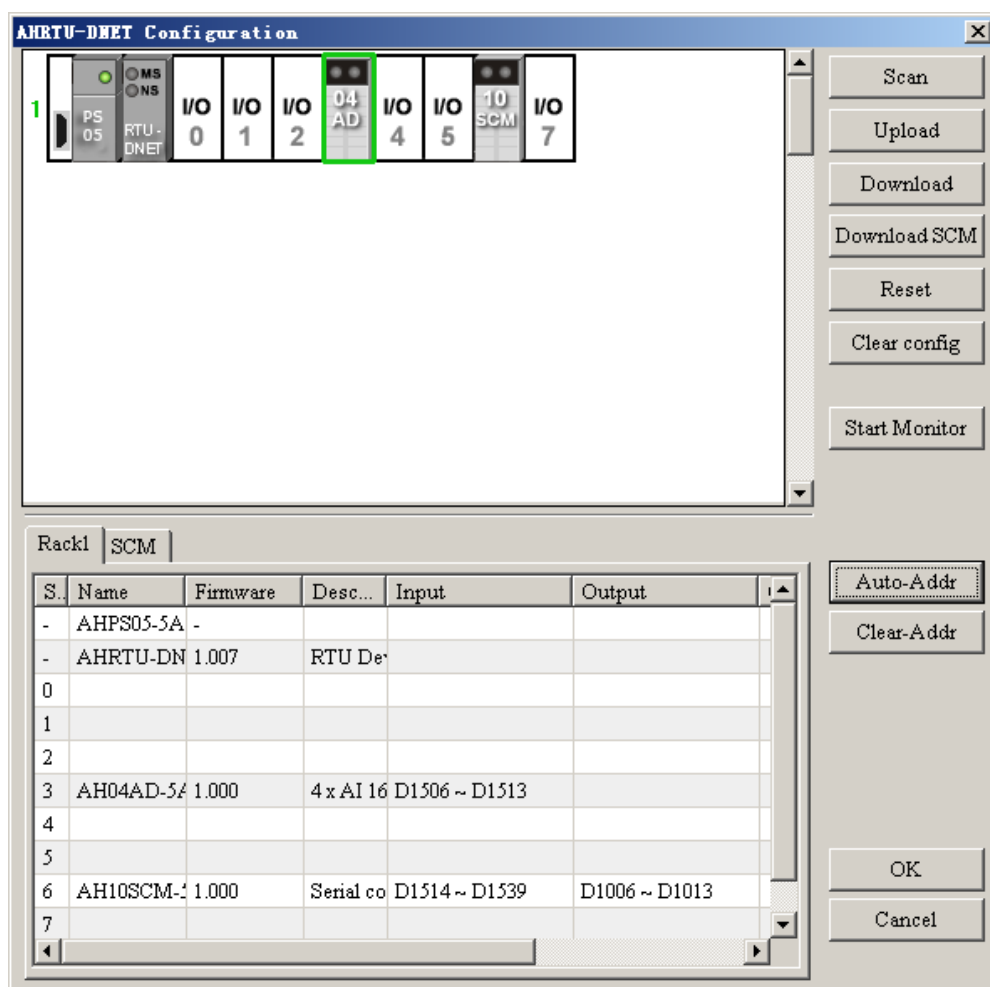 AHRTU-DNET Configuration
1
PS 05
MS
NS
RTU-DNET
I/O 0
I/O 1
I/O 2
04 AD
I/O 4
I/O 5
10 SCM
I/O 7
Scan
Upload
Download
Download SCM
Reset
Clear config
Start Monitor
Rack1 SCM
S.. Name Firmware Desc... Input Output
- AHPS05-5A -
- AHRTU-DN 1.007 RTU De
0
1
2
3 AH04AD-5A 1.000 4 x AI 16 D1506 ~ D1513
4
5
6 AH10SCM-5 1.000 Serial co D1514 ~ D1539 D1006 ~ D1013
7
Auto-Addr
Clear-Addr
OK
Cancel